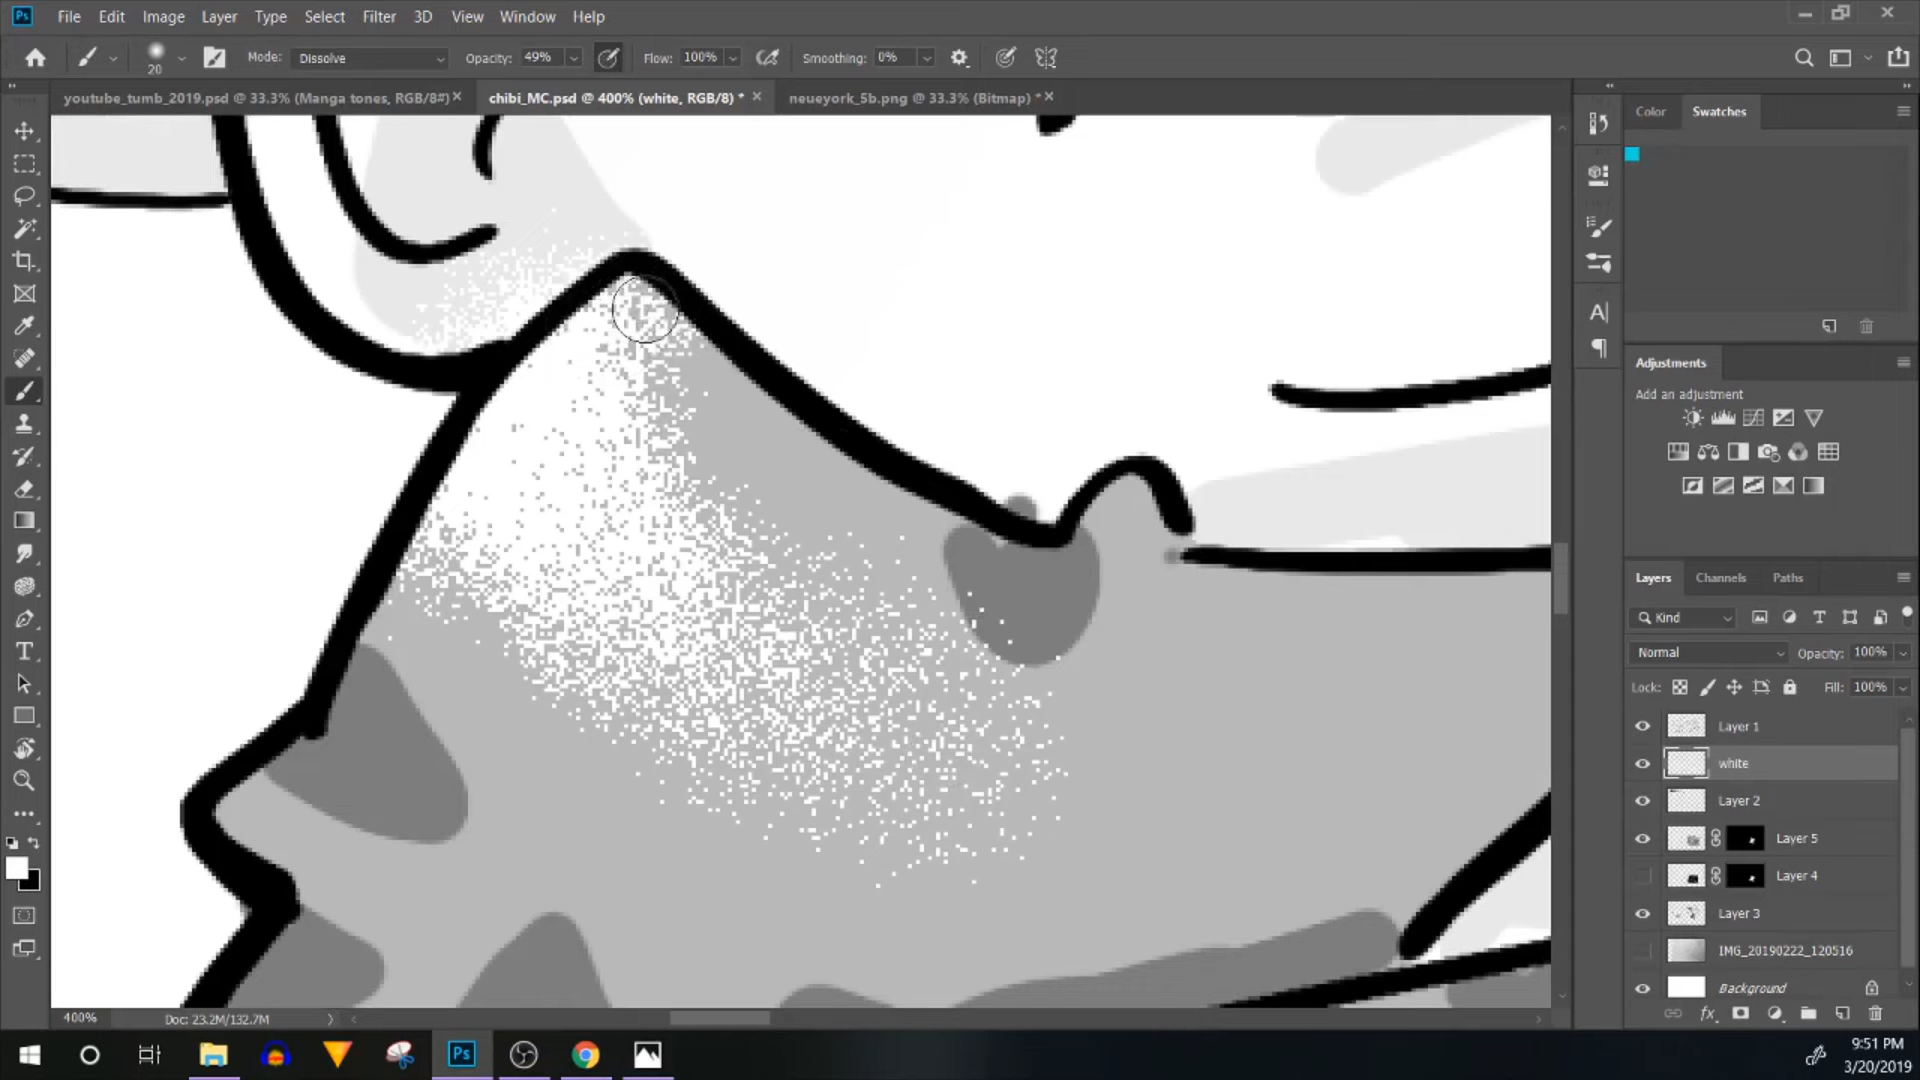 Ps File Edit Image Layer Type Select Filter 3D View Window Help
20 Mode: Dissolve Opacity: 49% Flow: 100% Smoothing: 0%
youtube_tumb_2019.psd @ 33.3% (Manga tones, RGB/8#) chibi_MC.psd @ 400% (white, RGB/8) * neueyork_5b.png @ 33.3% (Bitmap) *
Color Swatches
Adjustments
Add an adjustment
Layers Channels Paths
Kind
Normal Opacity: 100%
Lock: Fill: 100%
Layer 1
white
Layer 2
Layer 5
Layer 4
Layer 3
IMG_20190222_120516
Background
400% Doc: 23.2M/132.7M
Ps
9:51 PM
3/20/2019